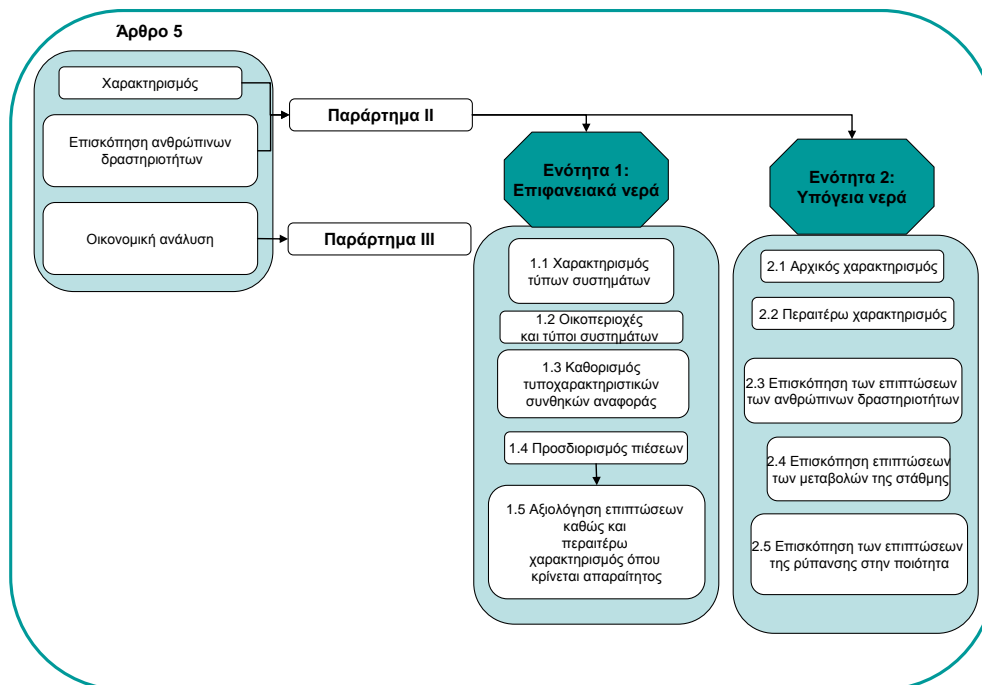 Άρθρο 5
Χαρακτηρισμός
Επισκόπηση ανθρώπινων
δραστηριοτήτων
Οικονομική ανάλυση
Παράρτημα ΙΙ
Παράρτημα ΙΙΙ
Ενότητα 1:
Επιφανειακά νερά
1.1 Χαρακτηρισμός
τύπων συστημάτων
1.2 Οικοπεριοχές
και τύποι συστημάτων
1.3 Καθορισμός
τυποχαρακτηριστικών
συνθηκών αναφοράς
1.4 Προσδιορισμός πιέσεων
1.5 Αξιολόγηση επιπτώσεων
καθώς και
περαιτέρω
χαρακτηρισμός όπου
κρίνεται απαραίτητος
Ενότητα 2:
Υπόγεια νερά
2.1 Αρχικός χαρακτηρισμός
2.2 Περαιτέρω χαρακτηρισμός
2.3 Επισκόπηση των επιπτώσεων
των ανθρώπινων δραστηριοτήτων
2.4 Επισκόπηση επιπτώσεων
των μεταβολών της στάθμης
2.5 Επισκόπηση των επιπτώσεων
της ρύπανσης στην ποιότητα